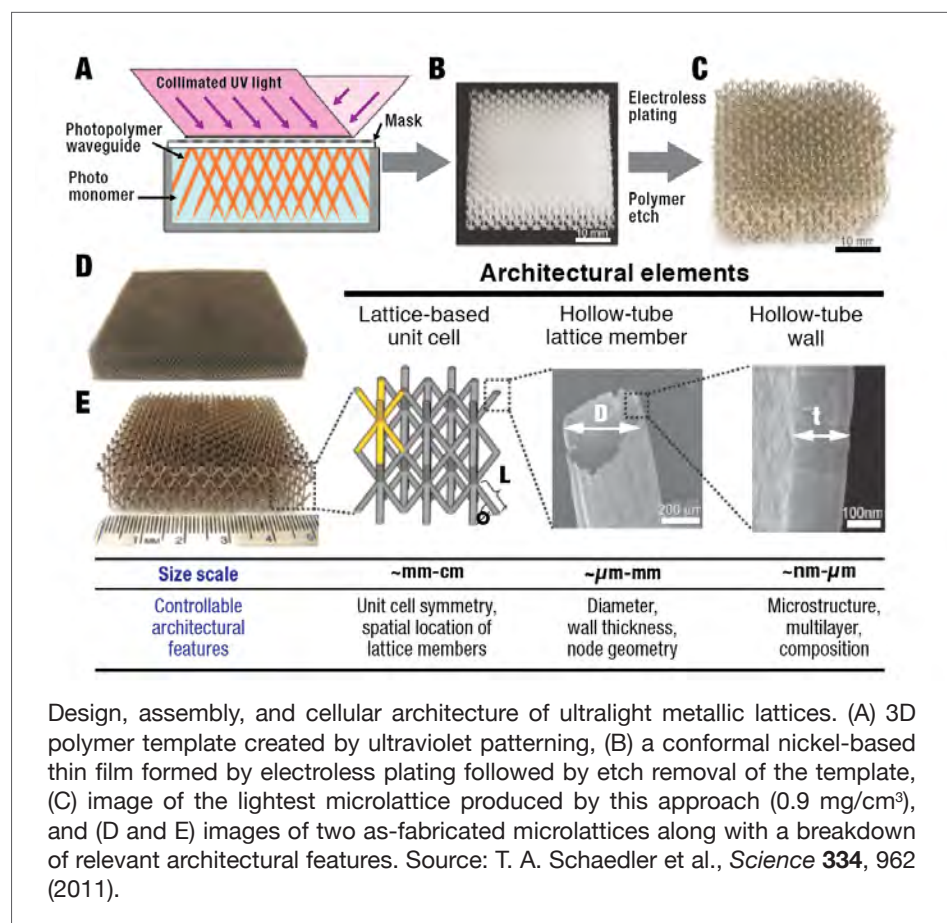 A
Collimated UV light
Photopolymer
waveguide
Photo
monomer
Mask
B
10 mm
Electroless
plating
Polymer
etch
C
10 mm
D
E
1 MM 2 3 4 5
Architectural elements
Lattice-based
unit cell
Hollow-tube
lattice member
Hollow-tube
wall
L
Ø
D
200 µm
t
100nm
Size scale ~mm-cm ~µm-mm ~nm-µm
Controllable
architectural
features
Unit cell symmetry,
spatial location of
lattice members
Diameter,
wall thickness,
node geometry
Microstructure,
multilayer,
composition
Design, assembly, and cellular architecture of ultralight metallic lattices. (A) 3D
polymer template created by ultraviolet patterning, (B) a conformal nickel-based
thin film formed by electroless plating followed by etch removal of the template,
(C) image of the lightest microlattice produced by this approach (0.9 mg/cm³),
and (D and E) images of two as-fabricated microlattices along with a breakdown
of relevant architectural features. Source: T. A. Schaedler et al., Science 334, 962
(2011).